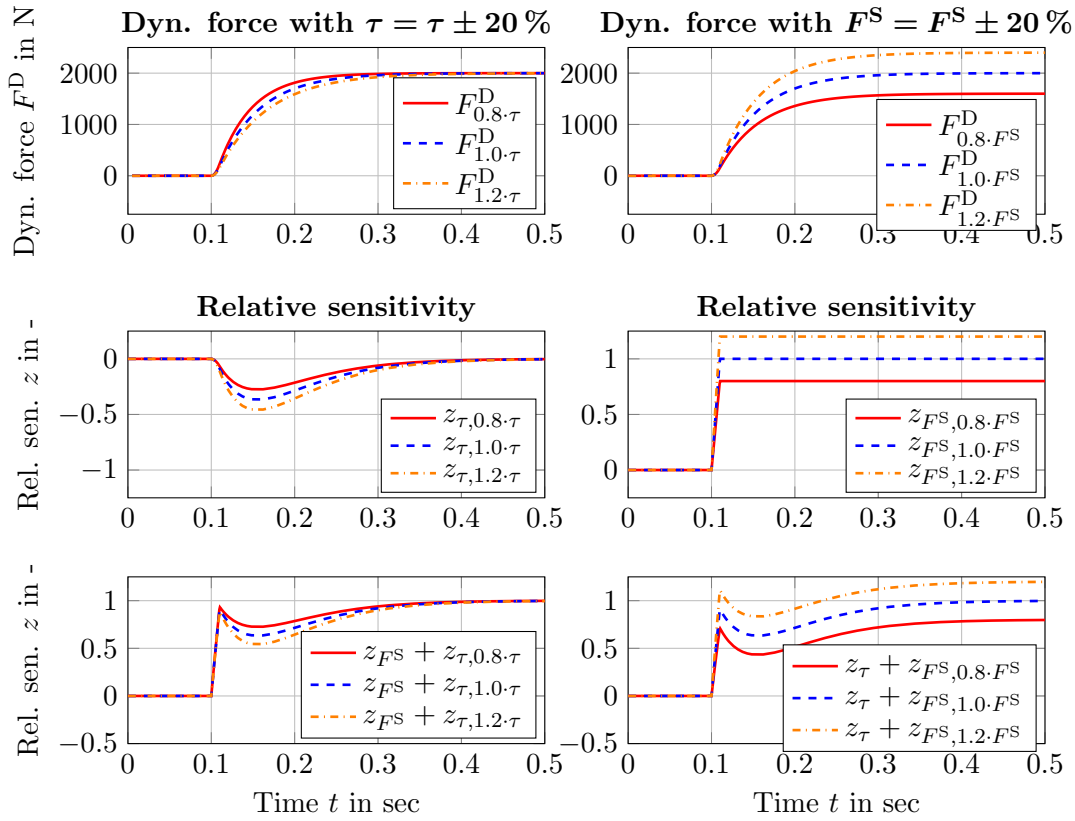 Dyn. force with τ = τ ± 20 %
Dyn. force F^D in N
2000
1000
0
F^D_{0.8·τ}
F^D_{1.0·τ}
F^D_{1.2·τ}
0 0.1 0.2 0.3 0.4 0.5
Dyn. force with F^S = F^S ± 20 %
2000
1000
0
F^D_{0.8·F^S}
F^D_{1.0·F^S}
F^D_{1.2·F^S}
0 0.1 0.2 0.3 0.4 0.5
Relative sensitivity
Rel. sen. z in -
0
−0.5
−1
z_{τ,0.8·τ}
z_{τ,1.0·τ}
z_{τ,1.2·τ}
0 0.1 0.2 0.3 0.4 0.5
Relative sensitivity
1
0.5
0
z_{F^S,0.8·F^S}
z_{F^S,1.0·F^S}
z_{F^S,1.2·F^S}
0 0.1 0.2 0.3 0.4 0.5
Rel. sen. z in -
1
0.5
0
−0.5
z_{F^S} + z_{τ,0.8·τ}
z_{F^S} + z_{τ,1.0·τ}
z_{F^S} + z_{τ,1.2·τ}
0 0.1 0.2 0.3 0.4 0.5
Time t in sec
1
0.5
0
−0.5
z_τ + z_{F^S,0.8·F^S}
z_τ + z_{F^S,1.0·F^S}
z_τ + z_{F^S,1.2·F^S}
0 0.1 0.2 0.3 0.4 0.5
Time t in sec